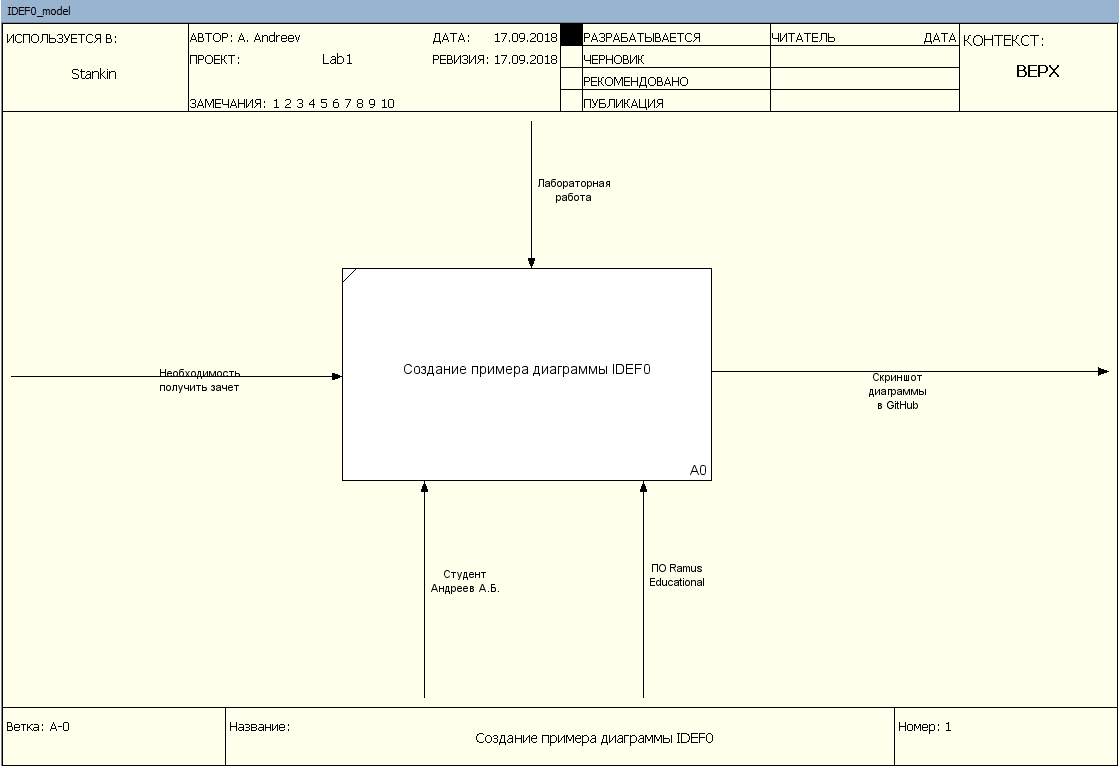 IDEF0_model
ИСПОЛЬЗУЕТСЯ В:
Stankin
АВТОР: A. Andreev
ДАТА: 17.09.2018
ПРОЕКТ: Lab1
РЕВИЗИЯ: 17.09.2018
ЗАМЕЧАНИЯ: 1 2 3 4 5 6 7 8 9 10
РАЗРАБАТЫВАЕТСЯ
ЧЕРНОВИК
РЕКОМЕНДОВАНО
ПУБЛИКАЦИЯ
ЧИТАТЕЛЬ ДАТА
КОНТЕКСТ:
ВЕРХ
Лабораторная
работа
Необходимость
получить зачет
Создание примера диаграммы IDEF0
A0
Скриншот
диаграммы
в GitHub
Студент
Андреев А.Б.
ПО Ramus
Educational
Ветка: A-0
Название:
Создание примера диаграммы IDEF0
Номер: 1